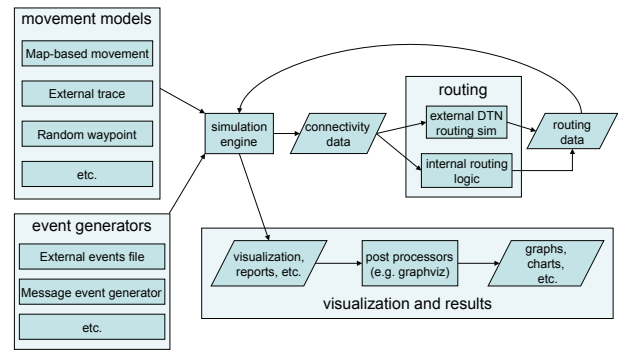 movement models
Map-based movement
External trace
Random waypoint
etc.
event generators
External events file
Message event generator
etc.
simulation
engine
connectivity
data
routing
external DTN
routing sim
internal routing
logic
routing
data
visualization,
reports, etc.
post processors
(e.g. graphviz)
graphs,
charts,
etc.
visualization and results